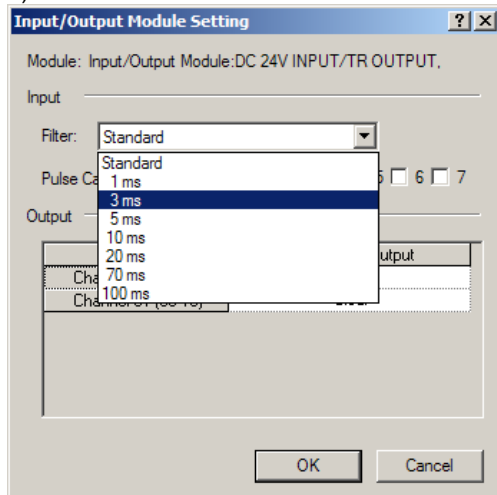 Input/Output Module Setting
Module: Input/Output Module:DC 24V INPUT/TR OUTPUT,
Input
Filter: Standard
Standard
Pulse Ca 6 7
1 ms
3 ms
Output
5 ms
10 ms
20 ms
utput
70 ms
Cha
100 ms
OK Cancel